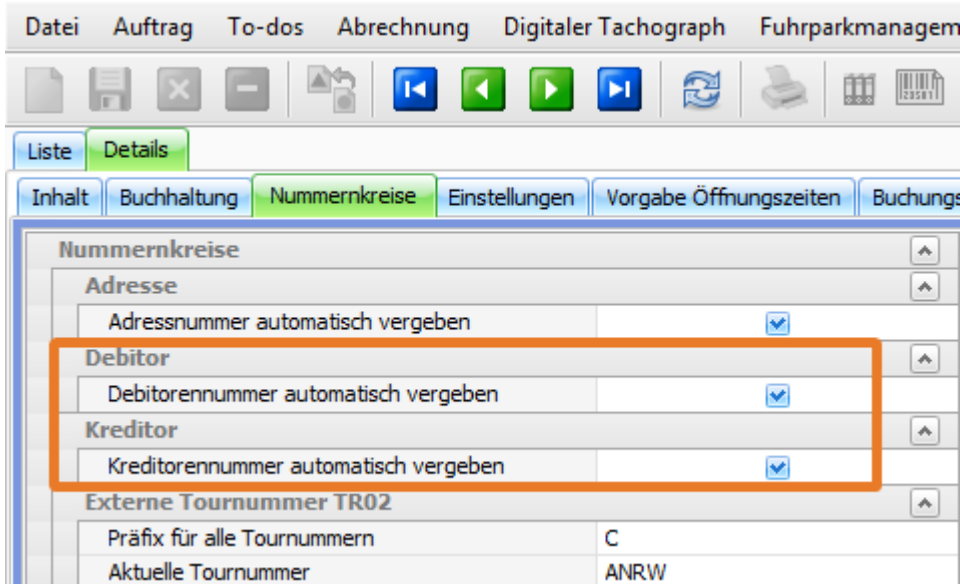 Datei Auftrag To-dos Abrechnung Digitaler Tachograph Fuhrparkmanagem
Liste Details
Inhalt Buchhaltung Nummernkreise Einstellungen Vorgabe Öffnungszeiten Buchungs
Nummernkreise
Adresse
Adressnummer automatisch vergeben
Debitor
Debitorennummer automatisch vergeben
Kreditor
Kreditorennummer automatisch vergeben
Externe Tournummer TR02
Präfix für alle Tournummern C
Aktuelle Tournummer ANRW